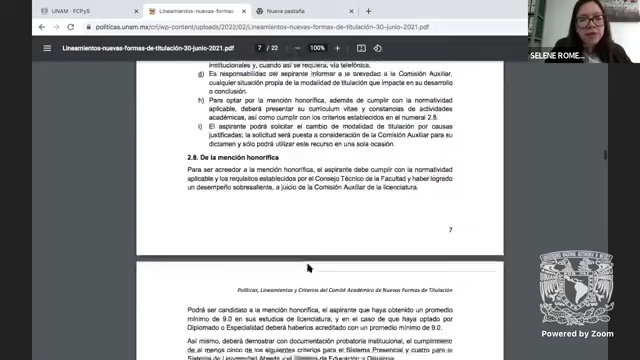 UNAM : FCPyS
Lineamientos-nuevas-formas-de-
Nueva pestaña
politicas.unam.mx/cri/wp-content/uploads/2022/02/Lineamientos-nuevas-formas-de-titulación-30-junio-2021.pdf
Lineamientos-nuevas-formas-de-titulación-30-junio-2021.pdf
7 / 22
100%
SELENE ROME...
institucionales y, cuando así se requiera, vía telefónica.
Es responsabilidad del aspirante informar a la brevedad a la Comisión Auxiliar,
cualquier situación propia de la modalidad de titulación que impacte en su desarrollo
o conclusión.
h) Para optar por la mención honorífica, además de cumplir con la normatividad
aplicable, deberá presentar su curriculum vitae y constancias de actividades
académicas, así como cumplir con los criterios establecidos en el numeral 2.8.
i) El aspirante podrá solicitar el cambio de modalidad de titulación por causas
justificadas; la solicitud será puesta a consideración de la Comisión Auxiliar para su
dictamen y sólo podrá utilizar este recurso en una sola ocasión.
2.8. De la mención honorífica
Para ser acreedor a la mención honorífica, el aspirante debe cumplir con la normatividad
aplicable y los requisitos establecidos por el Consejo Técnico de la Facultad y haber logrado
un desempeño sobresaliente, a juicio de la Comisión Auxiliar de la licenciatura.
7
Políticas, Lineamientos y Criterios del Comité Académico de Nuevas Formas de Titulación
Podrá ser candidato a la mención honorífica, el aspirante que haya obtenido un promedio
mínimo de 9.0 en sus estudios de licenciatura; y en el caso de que haya optado por
Diplomado o Especialidad deberá haberlos acreditado con un promedio mínimo de 9.0.
Así mismo, deberá demostrar con documentación probatoria institucional, el cumplimiento
de al menos cinco de los siguientes criterios para el Sistema Presencial y cuatro para el
Sistema de Universidad Abierta
Powered by Zoom